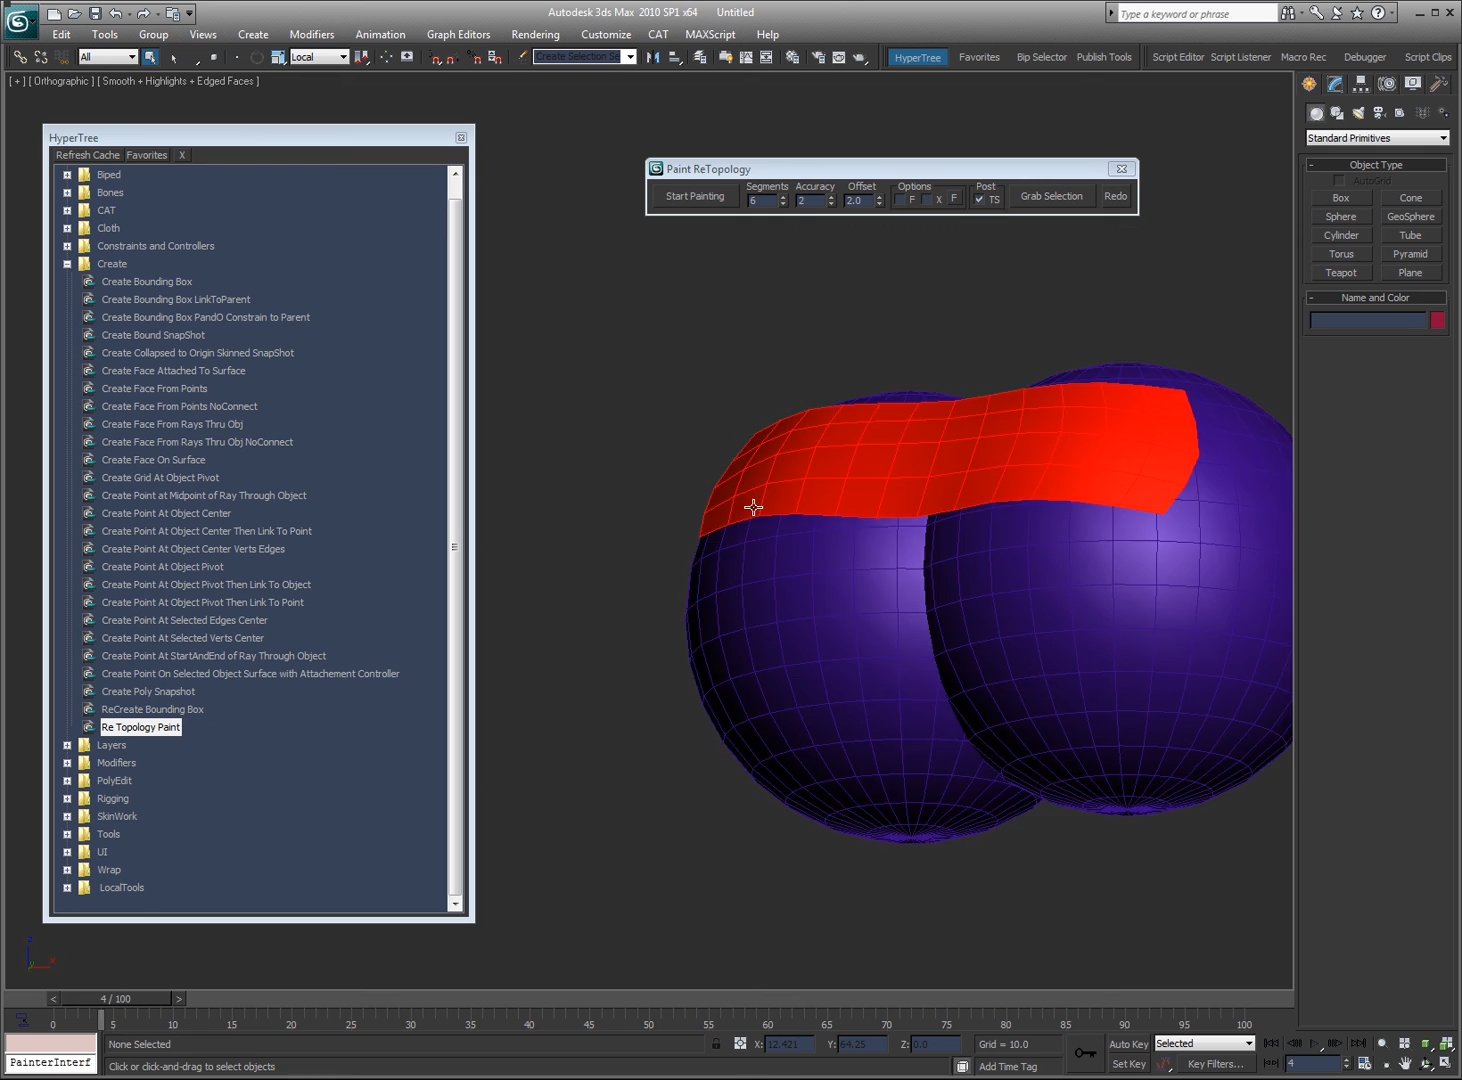 Autodesk 3ds Max 2010 SP1 x64 Untitled
Type a keyword or phrase
Edit Tools Group Views Create Modifiers Animation Graph Editors Rendering Customize CAT MAXScript Help
All Local Create Selection Se HyperTree Favorites Bip Selector Publish Tools Script Editor Script Listener Macro Rec Debugger Script Clips
[ + ] [ Orthographic ] [ Smooth + Highlights + Edged Faces ]
HyperTree
Refresh Cache Favorites X
Biped
Bones
CAT
Cloth
Constraints and Controllers
Create
Create Bounding Box
Create Bounding Box LinkToParent
Create Bounding Box PandO Constrain to Parent
Create Bound SnapShot
Create Collapsed to Origin Skinned SnapShot
Create Face Attached To Surface
Create Face From Points
Create Face From Points NoConnect
Create Face From Rays Thru Obj
Create Face From Rays Thru Obj NoConnect
Create Face On Surface
Create Grid At Object Pivot
Create Point at Midpoint of Ray Through Object
Create Point At Object Center
Create Point At Object Center Then Link To Point
Create Point At Object Center Verts Edges
Create Point At Object Pivot
Create Point At Object Pivot Then Link To Object
Create Point At Object Pivot Then Link To Point
Create Point At Selected Edges Center
Create Point At Selected Verts Center
Create Point At StartAndEnd of Ray Through Object
Create Point On Selected Object Surface with Attachement Controller
Create Poly Snapshot
ReCreate Bounding Box
Re Topology Paint
Layers
Modifiers
PolyEdit
Rigging
SkinWork
Tools
UI
Wrap
LocalTools
Paint ReTopology
Segments Accuracy Offset Options Post
Start Painting 6 2 2.0 F X F TS Grab Selection Redo
Standard Primitives
Object Type
AutoGrid
Box Cone
Sphere GeoSphere
Cylinder Tube
Torus Pyramid
Teapot Plane
Name and Color
< 4 / 100 >
0 5 10 15 20 25 30 35 40 45 50 55 60 65 70 75 80 85 90 95 100
None Selected X: 12.421 Y: 64.25 Z: 0.0 Grid = 10.0 Auto Key Selected
PainterInterf Click or click-and-drag to select objects Add Time Tag Set Key Key Filters... 4